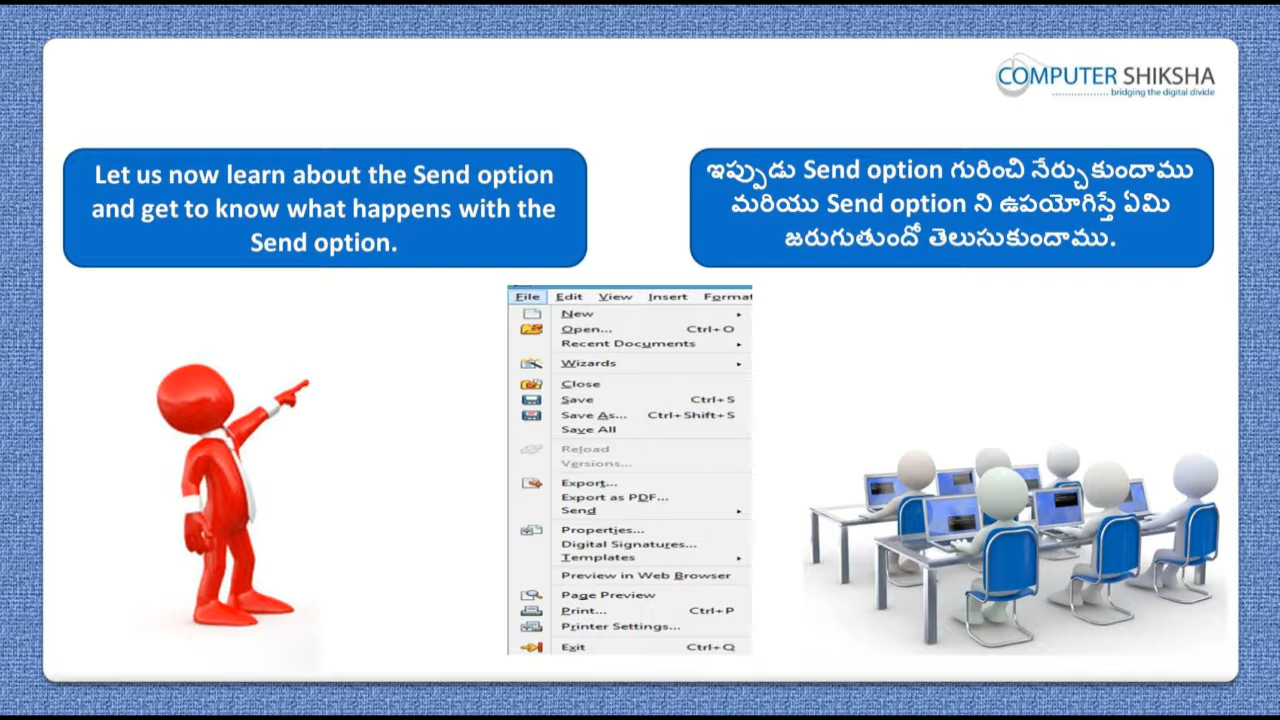 COMPUTER SHIKSHA
bridging the digital divide
Let us now learn about the Send option
and get to know what happens with the
Send option.
ఇప్పుడు Send option గురించి నేర్చుకుందాము
మరియు Send option ని ఉపయోగిస్తే ఏమి
జరుగుతుందో తెలుసుకుందాము.
File Edit View Insert Format
New
Open... Ctrl+O
Recent Documents
Wizards
Close
Save Ctrl+S
Save As... Ctrl+Shift+S
Save All
Reload
Versions...
Export...
Export as PDF...
Send
Properties...
Digital Signatures...
Templates
Preview in Web Browser
Page Preview
Print... Ctrl+P
Printer Settings...
Exit Ctrl+Q